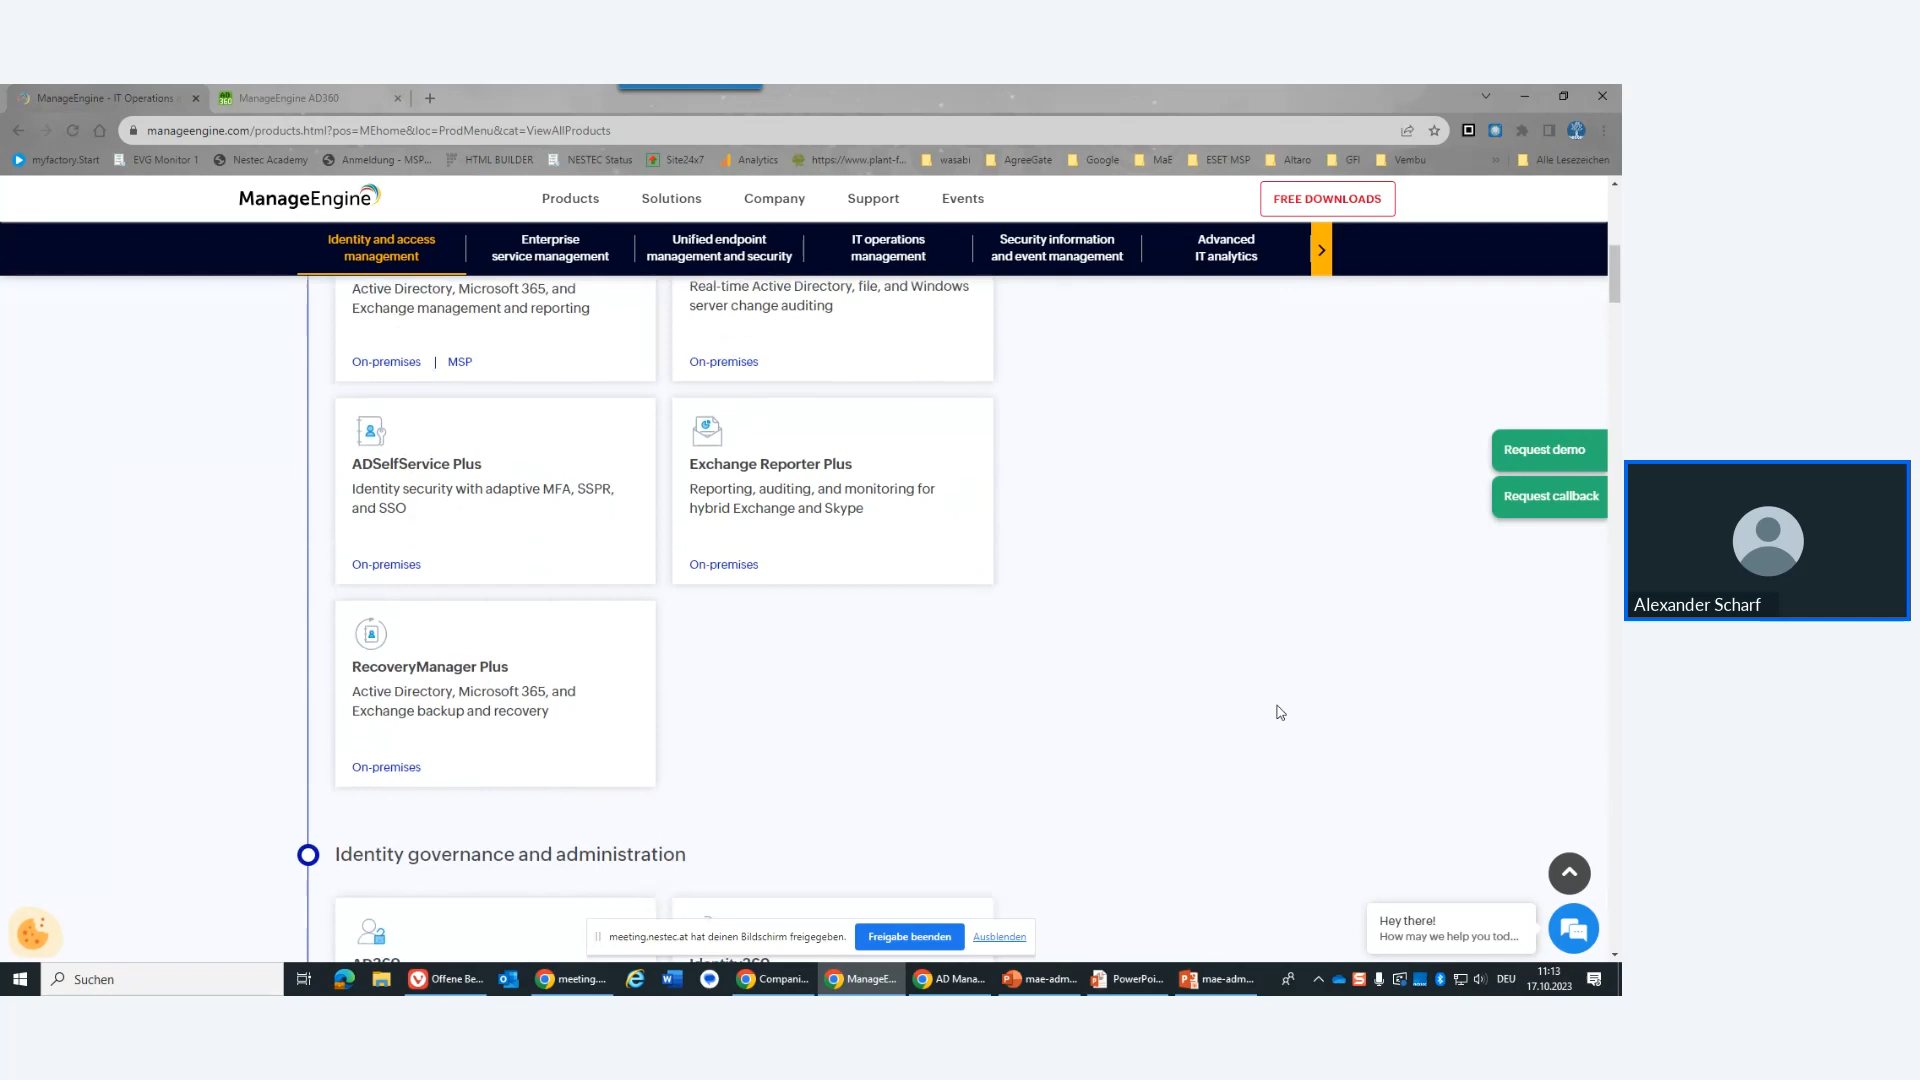 ManageEngine - IT Operations
ManageEngine AD360
manageengine.com/products.html?pos=MEhome&loc=ProdMenu&cat=ViewAllProducts
myfactory.Start
EVG Monitor 1
Nestec Academy
Anmeldung - MSP...
HTML BUILDER
NESTEC Status
Site24x7
Analytics
https://www.plant-f...
wasabi
AgreeGate
Google
MaE
ESET MSP
Altaro
GFI
Vembu
»
Alle Lesezeichen
ManageEngine
Products
Solutions
Company
Support
Events
FREE DOWNLOADS
Identity and access
management
Enterprise
service management
Unified endpoint
management and security
IT operations
management
Security information
and event management
Advanced
IT analytics
Active Directory, Microsoft 365, and
Exchange management and reporting
On-premises | MSP
Real-time Active Directory, file, and Windows
server change auditing
On-premises
ADSelfService Plus
Identity security with adaptive MFA, SSPR,
and SSO
On-premises
Exchange Reporter Plus
Reporting, auditing, and monitoring for
hybrid Exchange and Skype
On-premises
Request demo
Request callback
Alexander Scharf
RecoveryManager Plus
Active Directory, Microsoft 365, and
Exchange backup and recovery
On-premises
Identity governance and administration
AD360
Identity360
meeting.nestec.at hat deinen Bildschirm freigegeben.
Freigabe beenden
Ausblenden
Hey there!
How may we help you tod...
Suchen
Offene Be...
meeting....
Compani...
ManageE...
AD Mana...
mae-adm...
PowerPoi...
mae-adm...
DEU
11:13
17.10.2023